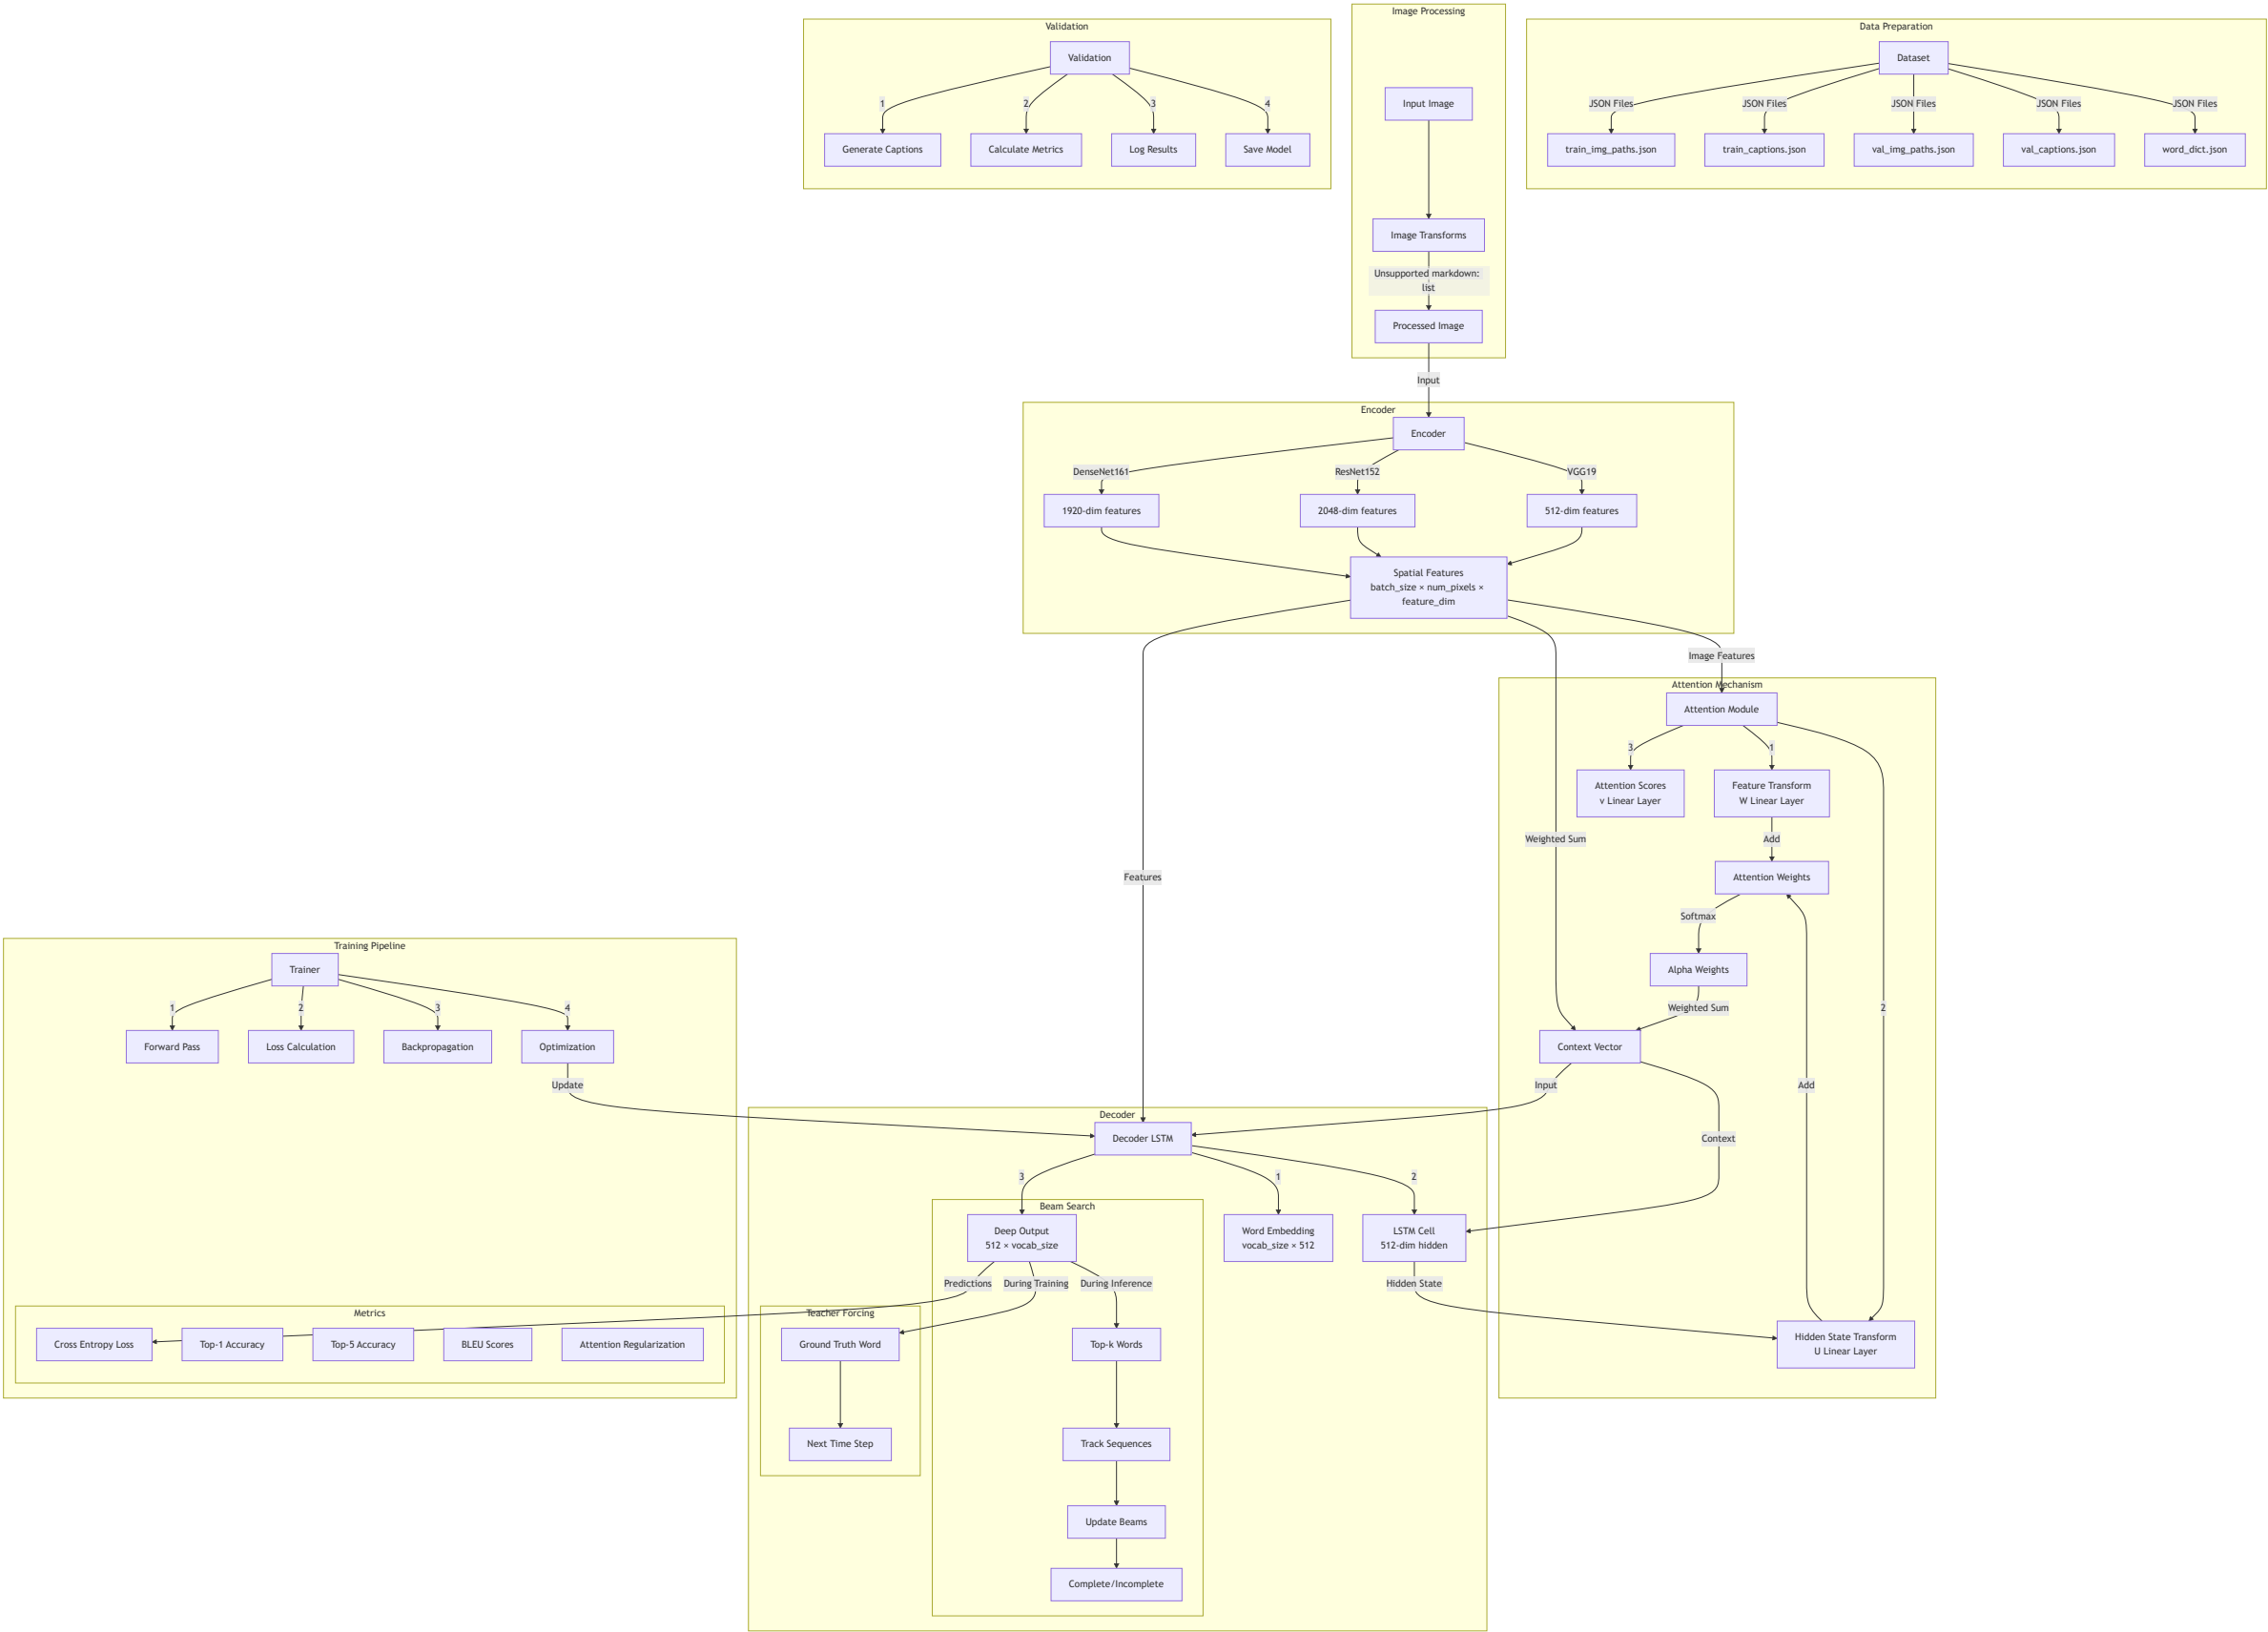 Validation
Validation
1
2
3
4
Generate Captions
Calculate Metrics
Log Results
Save Model
Image Processing
Input Image
Image Transforms
Unsupported markdown:
list
Processed Image
Input
Data Preparation
Dataset
JSON Files
JSON Files
JSON Files
JSON Files
JSON Files
train_img_paths.json
train_captions.json
val_img_paths.json
val_captions.json
word_dict.json
Encoder
Encoder
DenseNet161
ResNet152
VGG19
1920-dim features
2048-dim features
512-dim features
Spatial Features
batch_size × num_pixels ×
feature_dim
Image Features
Weighted Sum
Features
Attention Mechanism
Attention Module
3
1
2
Attention Scores
v Linear Layer
Feature Transform
W Linear Layer
Add
Attention Weights
Softmax
Alpha Weights
Weighted Sum
Context Vector
Input
Add
Context
Hidden State Transform
U Linear Layer
Training Pipeline
Trainer
1
2
3
4
Forward Pass
Loss Calculation
Backpropagation
Optimization
Update
Metrics
Cross Entropy Loss
Top-1 Accuracy
Top-5 Accuracy
BLEU Scores
Attention Regularization
Decoder
Decoder LSTM
3
1
2
Beam Search
Deep Output
512 × vocab_size
Word Embedding
vocab_size × 512
LSTM Cell
512-dim hidden
Predictions
During Training
During Inference
Hidden State
Teacher Forcing
Ground Truth Word
Next Time Step
Top-k Words
Track Sequences
Update Beams
Complete/Incomplete